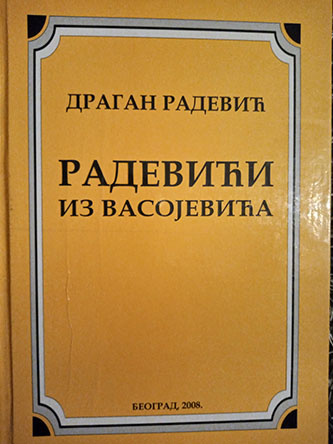 ДРАГАН РАДЕВИЋ
РАДЕВИЋИ
ИЗ ВАСОЈЕВИЋА
БЕОГРАД, 2008.